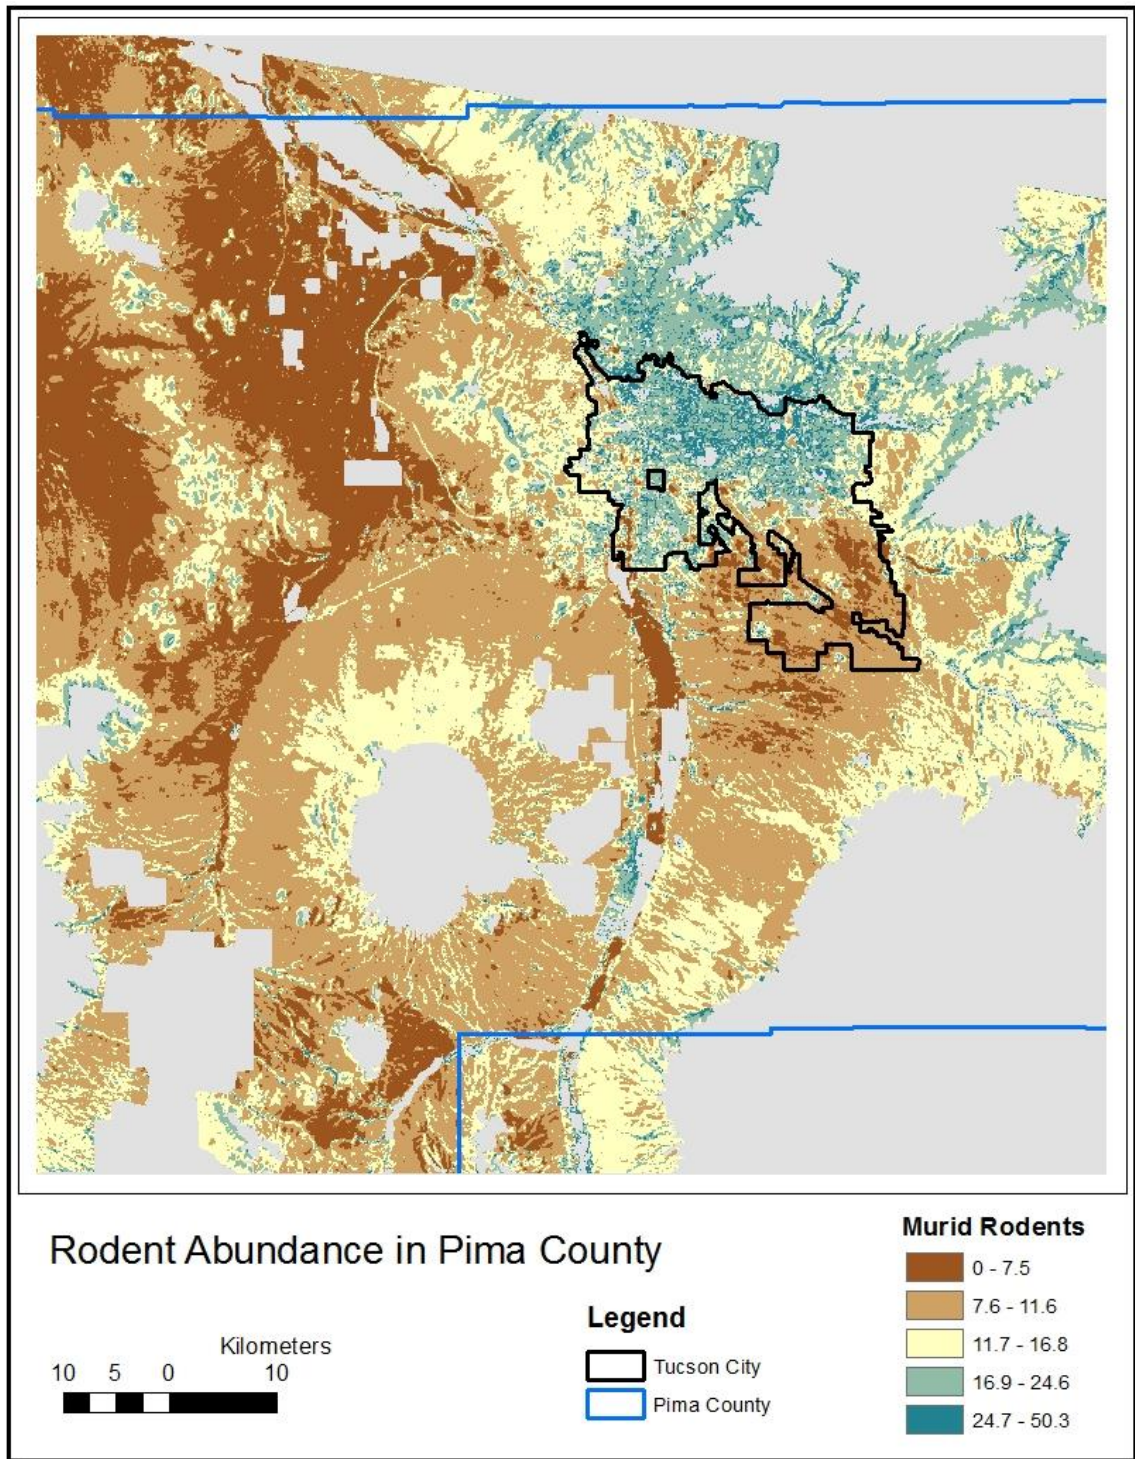 Rodent Abundance in Pima County
Kilometers
10 5 0 10
Legend
Tucson City
Pima County
Murid Rodents
0 - 7.5
7.6 - 11.6
11.7 - 16.8
16.9 - 24.6
24.7 - 50.3